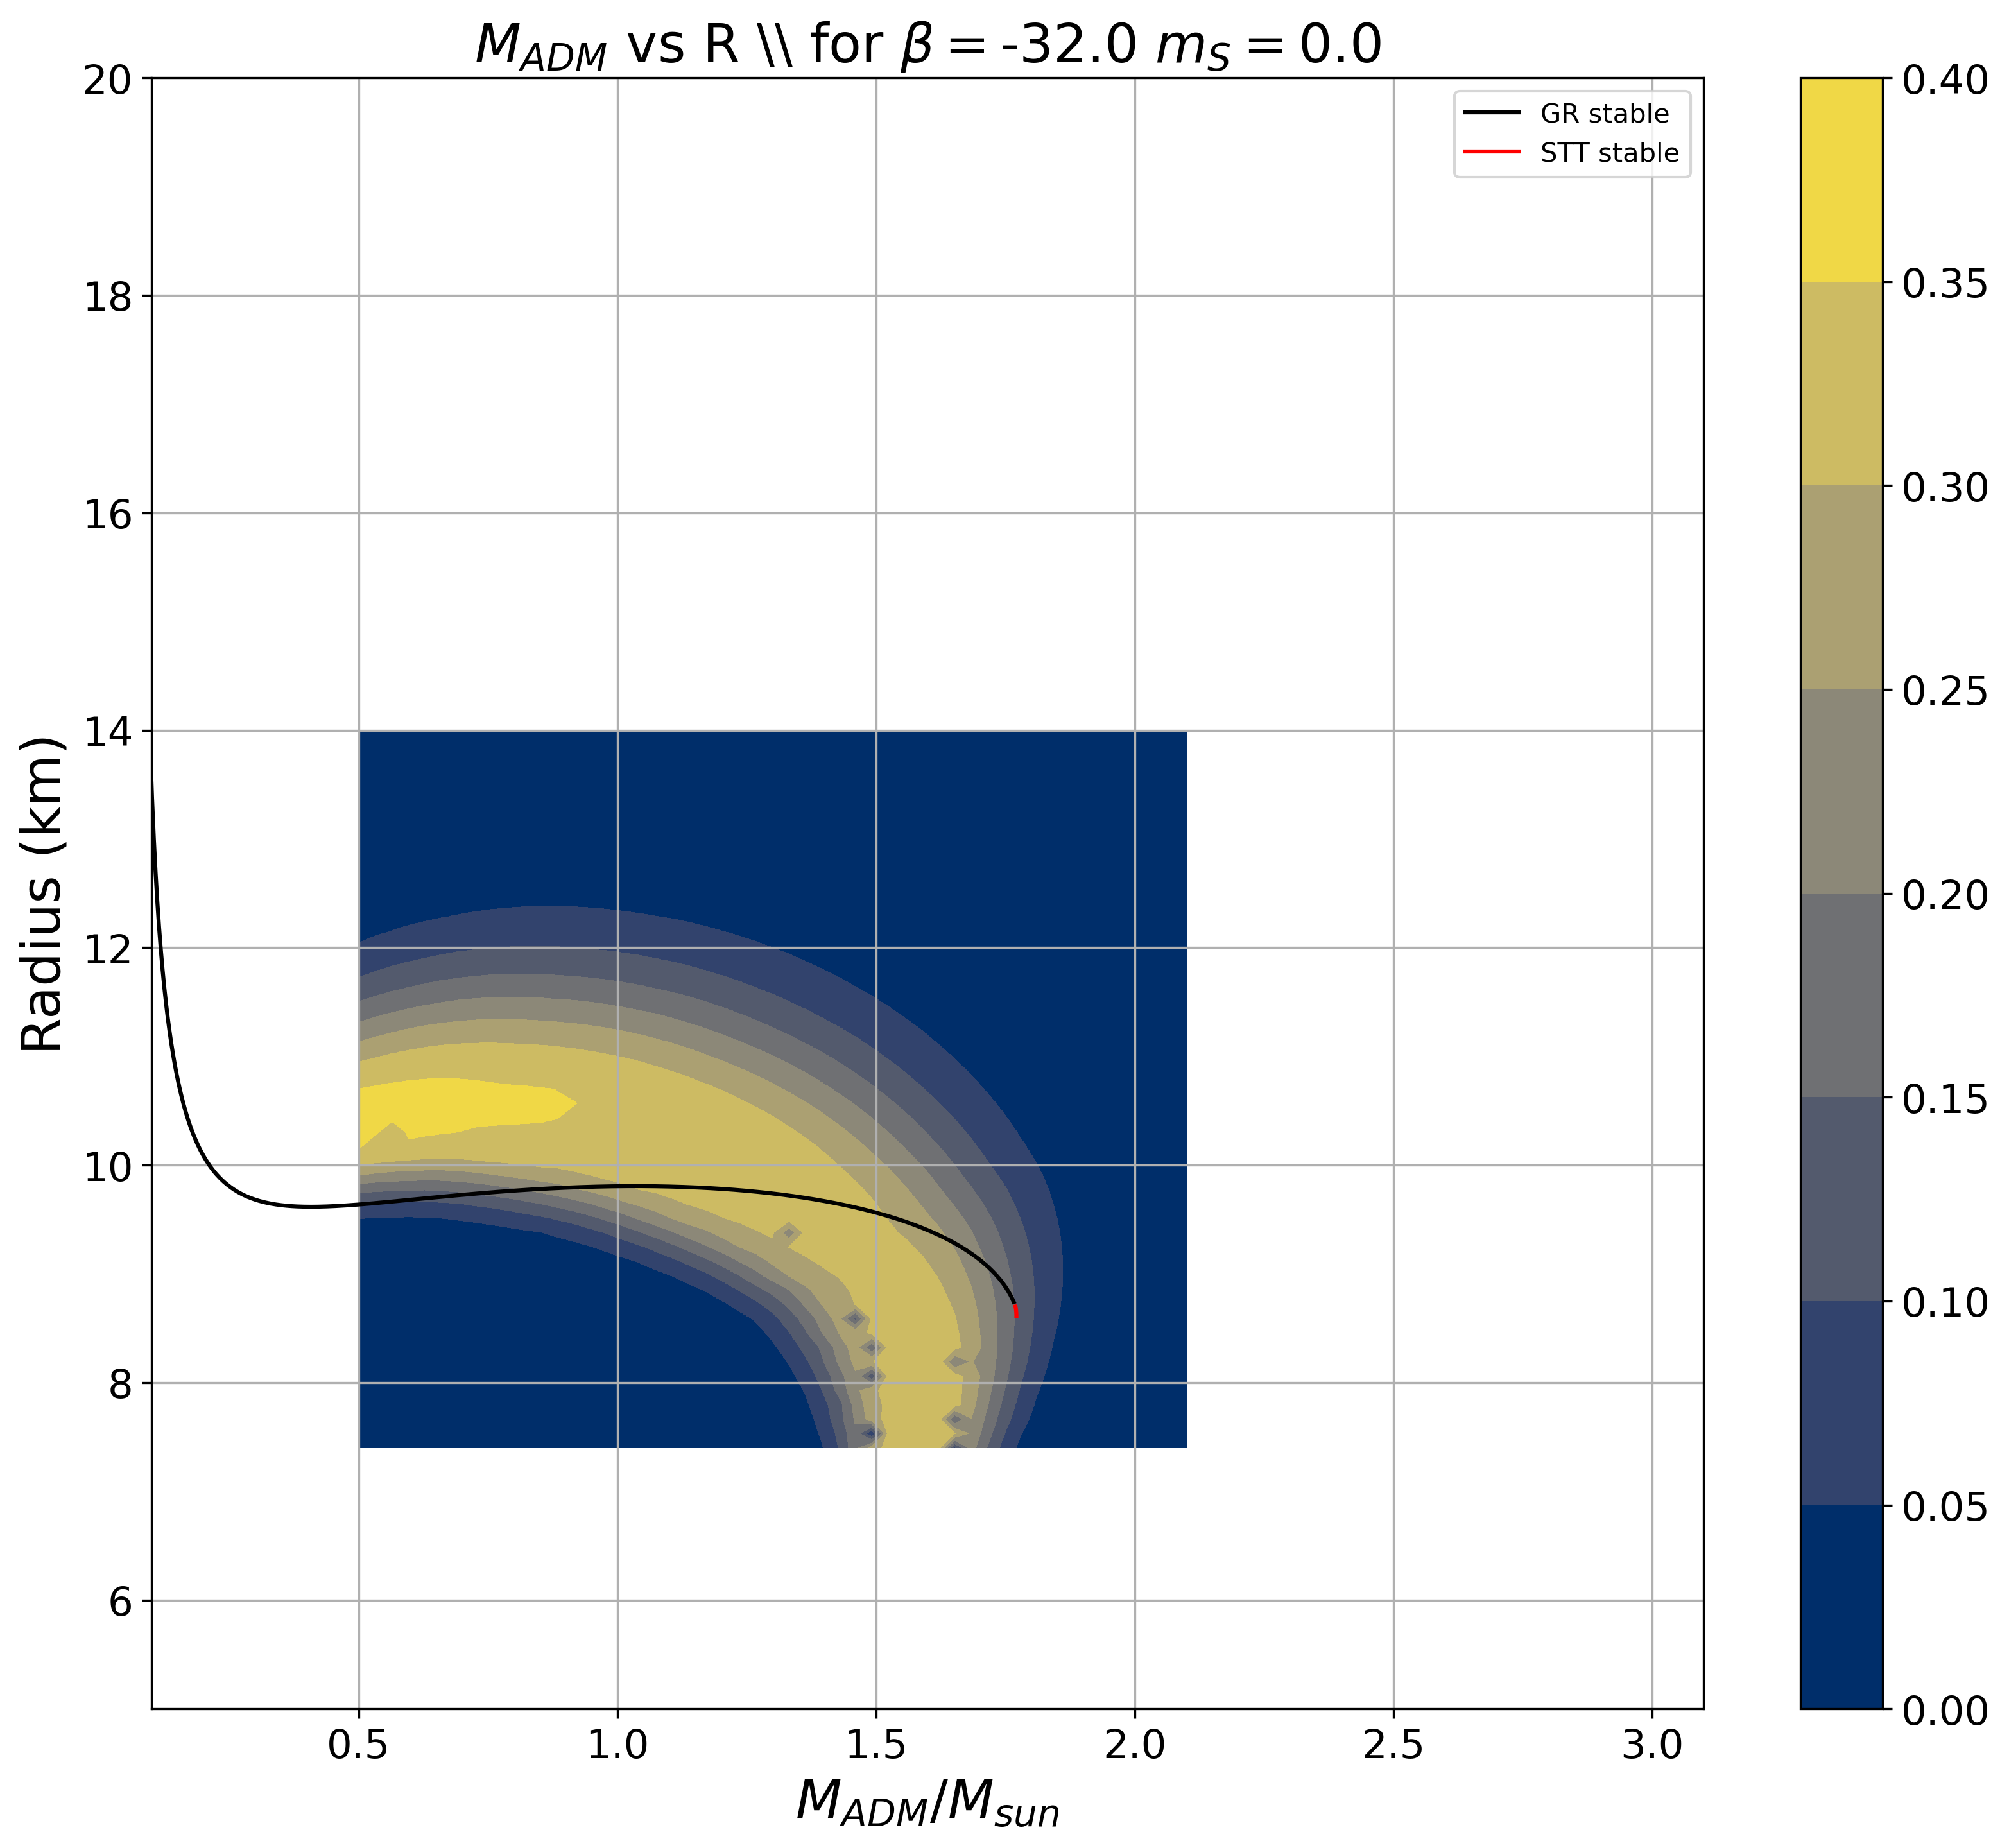 M_ADM vs R \\ for β = -32.0 m_S = 0.0
GR stable
STT stable
Radius (km)
20
18
16
14
12
10
8
6
0.5 1.0 1.5 2.0 2.5 3.0
M_ADM/M_sun
0.40
0.35
0.30
0.25
0.20
0.15
0.10
0.05
0.00